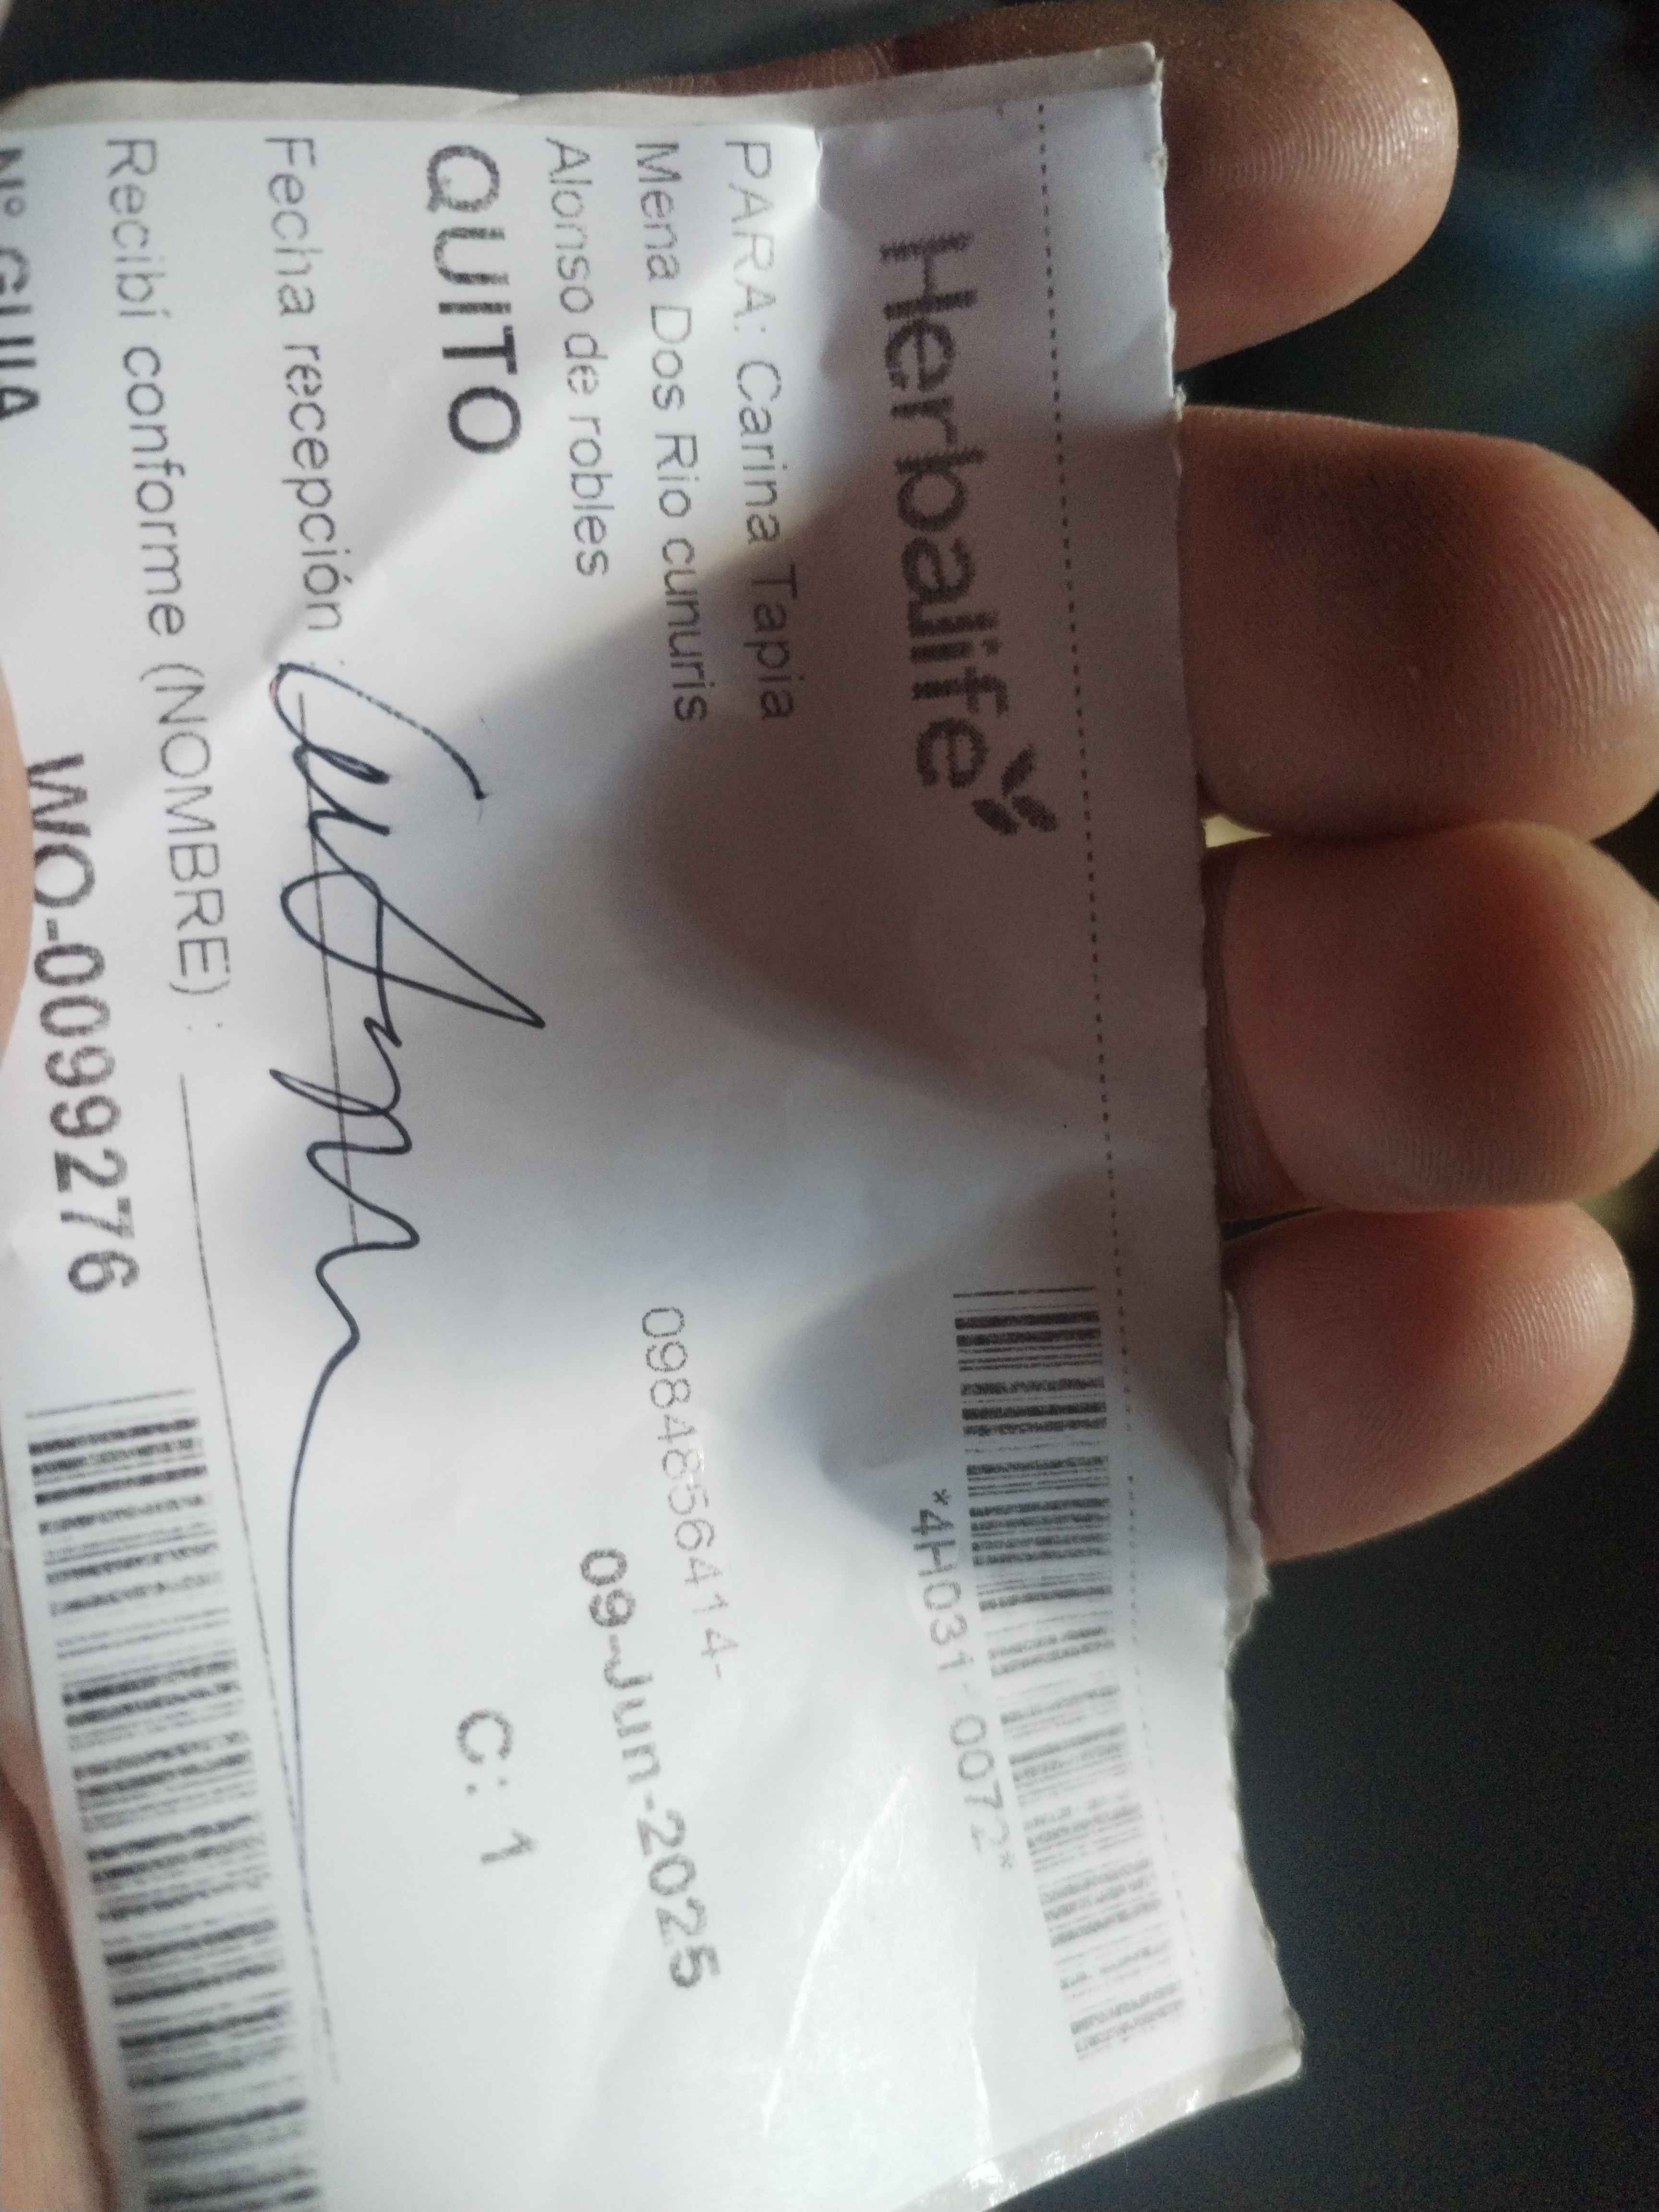 Herbalife
*4H031-0072*
PARA: Carina Tapia
Mena Dos Rio cunuris
0984856414-
Alonso de robles
09-Jun-2025
QUITO
C: 1
Fecha recepción
Recibí conforme (NOMBRE) :
N° GUIA
WO-0099276